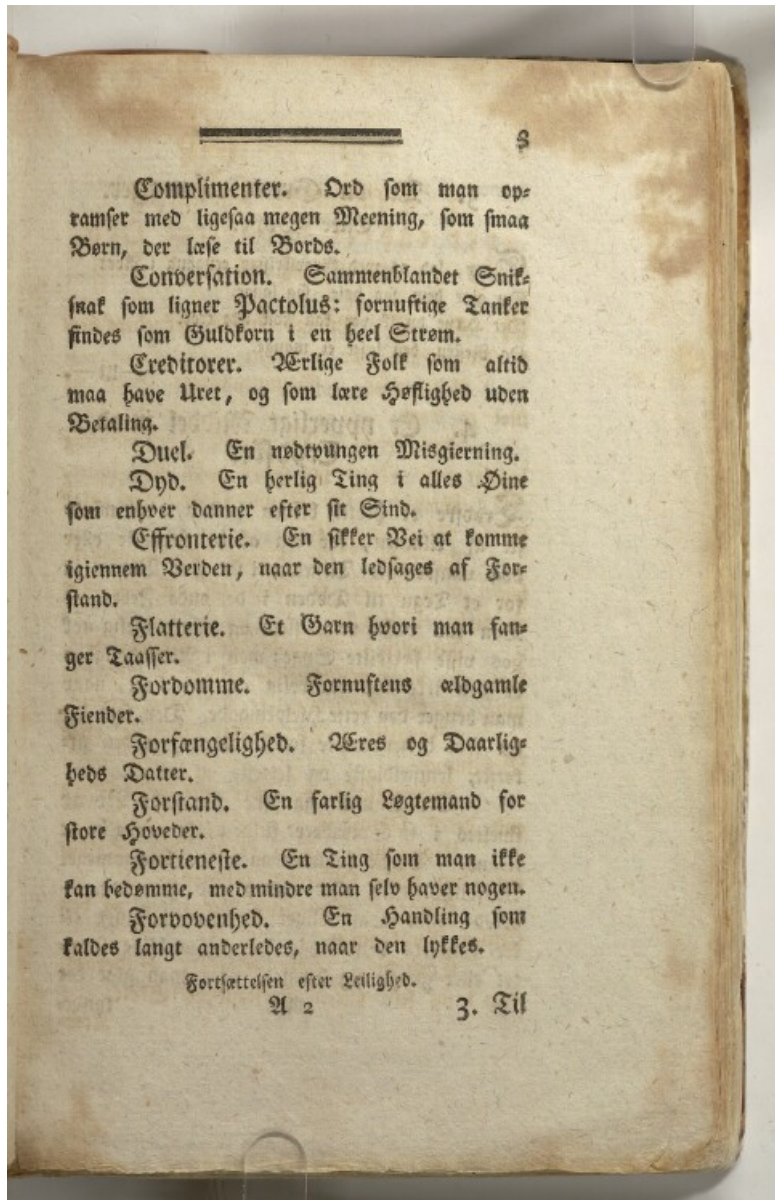 3
Complimenter. Ord som man op-
ramser med ligesaa megen Meening, som smaa
Børn, der læse til Bords.
Conversation. Sammenblandet Snik-
snak som ligner Pactolus: fornuftige Tanker
findes som Guldkorn i en heel Strøm.
Creditorer. Ærlige Folk som altid
maa have Uret, og som lære Høflighed uden
Betaling.
Duel. En nødtvungen Misgierning.
Dyd. En herlig Ting i alles Øine
som enhver danner efter sit Sind.
Effronterie. En sikker Vei at komme
igiennem Verden, naar den ledsages af For-
stand.
Flatterie. Et Garn hvori man fan-
ger Taasser.
Fordomme. Fornuftens ældgamle
Fiender.
Forfængelighed. Æres og Daarlig-
heds Datter.
Forstand. En farlig Løgtemand for
store Hoveder.
Fortieneste. En Ting som man ikke
kan bedømme, med mindre man selv haver nogen.
Forvovenhed. En Handling som
kaldes langt anderledes, naar den lykkes.
Fortsættelsen efter Leilighed.
A 2 3. Til